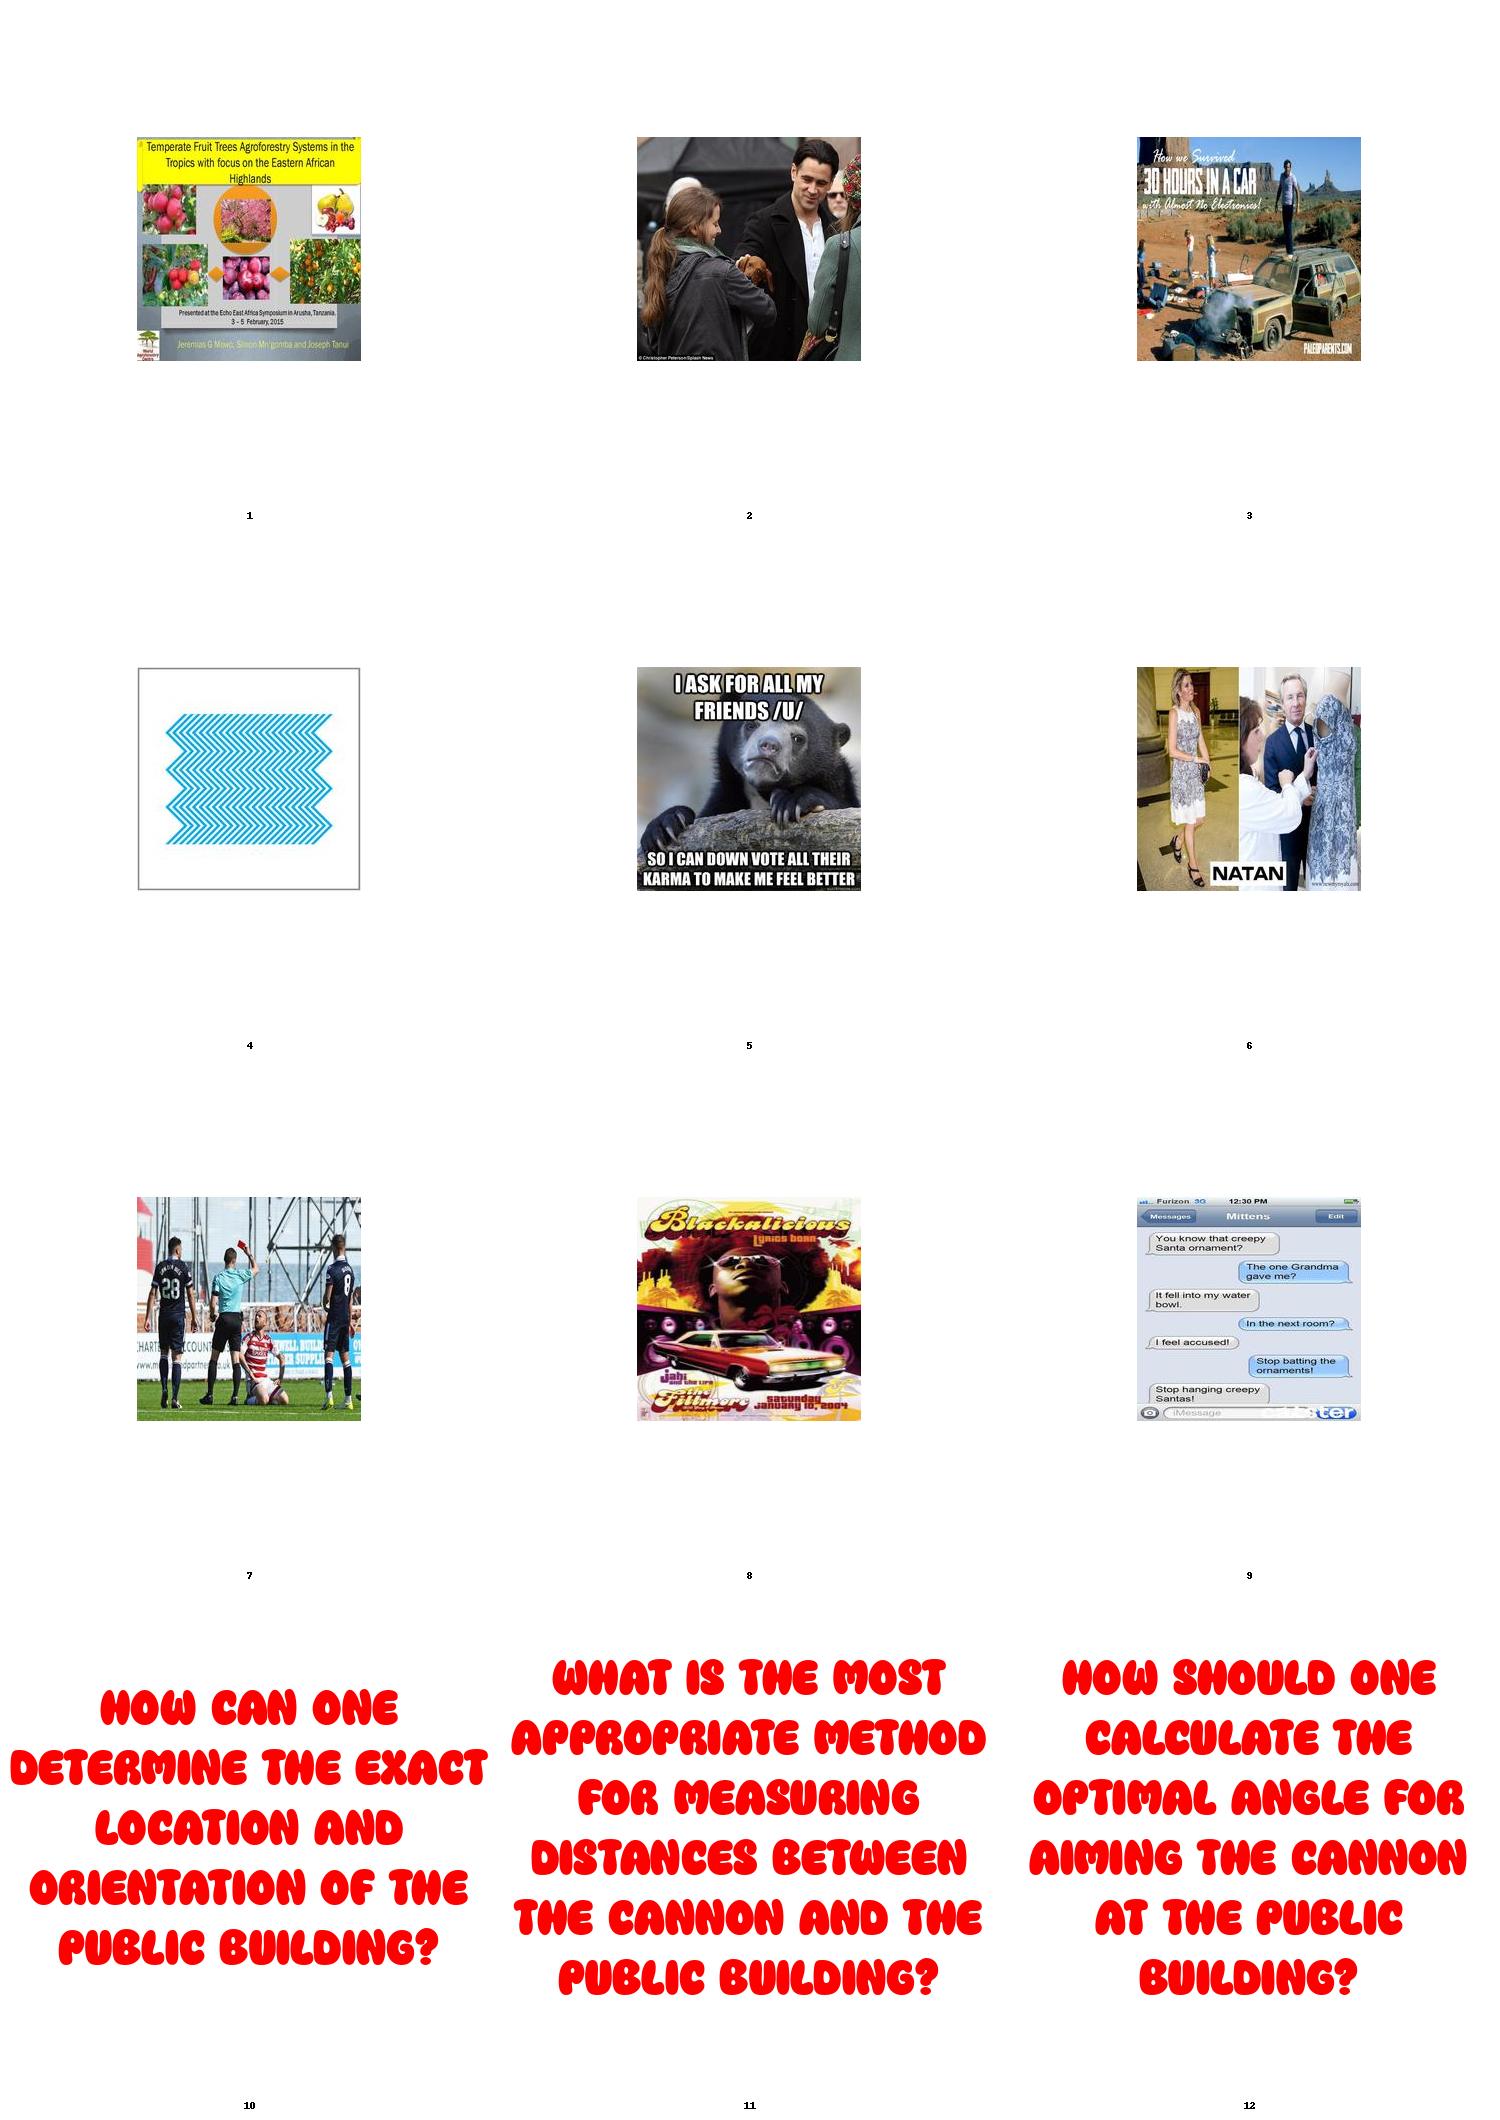 Temperate Fruit Trees Agroforestry Systems in the
Tropics with focus on the Eastern African
Highlands
Presented at the Echo East Africa Symposium in Arusha, Tanzania.
3 – 5 February, 2015
Jeremias G Mowo, Simon Mn'gomba and Joseph Tanui
World
Agroforestry
Centre
1
© Christopher Peterson/Splash News
2
How we Survived
30 HOURS IN A CAR
with Almost No Electronics!
PALEOPARENTS.COM
3
4
I ASK FOR ALL MY
FRIENDS /U/
SO I CAN DOWN VOTE ALL THEIR
KARMA TO MAKE ME FEEL BETTER
5
NATAN
6
28
8
7
Blackalicious
Lyrics born
jahi
and the life
the
Fillmore
Saturday
January 10, 2004
8
Furizon 3G 12:30 PM
Messages Mittens Edit
You know that creepy
Santa ornament?
The one Grandma
gave me?
It fell into my water
bowl.
In the next room?
I feel accused!
Stop batting the
ornaments!
Stop hanging creepy
Santas!
iMessage
9
HOW CAN ONE
DETERMINE THE EXACT
LOCATION AND
ORIENTATION OF THE
PUBLIC BUILDING?
10
WHAT IS THE MOST
APPROPRIATE METHOD
FOR MEASURING
DISTANCES BETWEEN
THE CANNON AND THE
PUBLIC BUILDING?
11
HOW SHOULD ONE
CALCULATE THE
OPTIMAL ANGLE FOR
AIMING THE CANNON
AT THE PUBLIC
BUILDING?
12